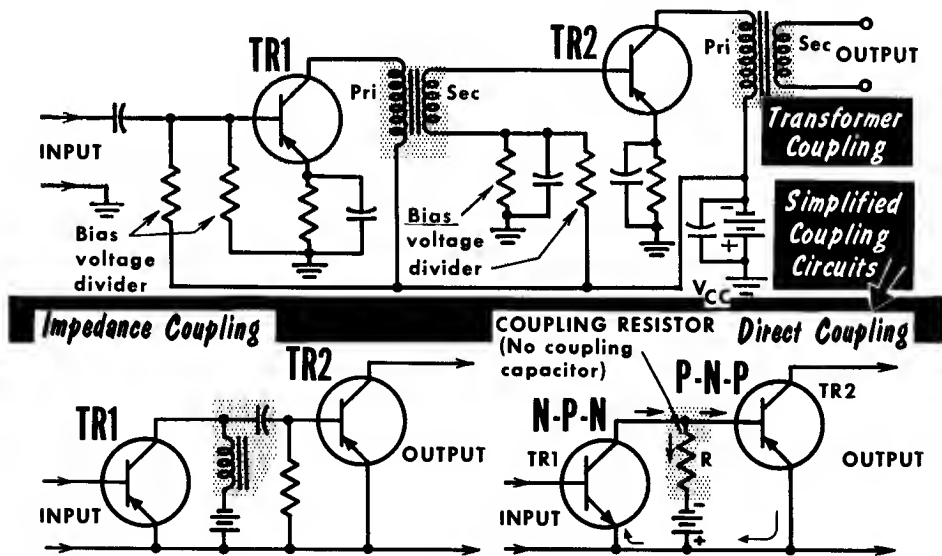 TR1
TR2
Pri
Sec
Pri
Sec
OUTPUT
INPUT
Transformer
Coupling
Bias
voltage
divider
Bias
voltage
divider
-
+
VCC
Simplified
Coupling
Circuits
Impedance Coupling
TR1
TR2
INPUT
OUTPUT
COUPLING RESISTOR
(No coupling
capacitor)
Direct Coupling
N-P-N
P-N-P
TR1
TR2
R
-
+
INPUT
OUTPUT